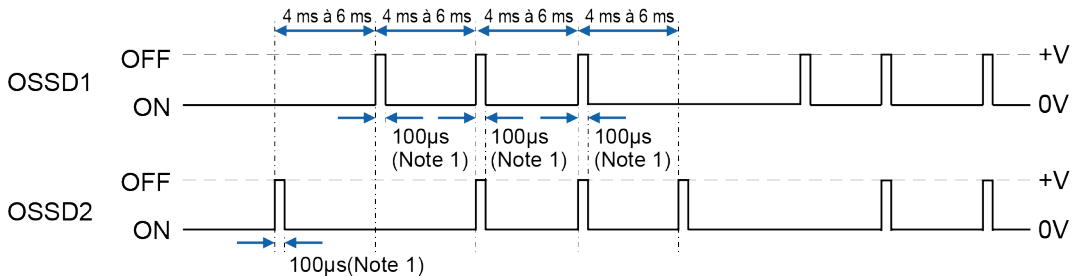 4 ms à 6 ms 4 ms à 6 ms 4 ms à 6 ms 4 ms à 6 ms
OFF +V
OSSD1
ON 0V
100µs 100µs 100µs
(Note 1) (Note 1) (Note 1)
OFF +V
OSSD2
ON 0V
100µs(Note 1)